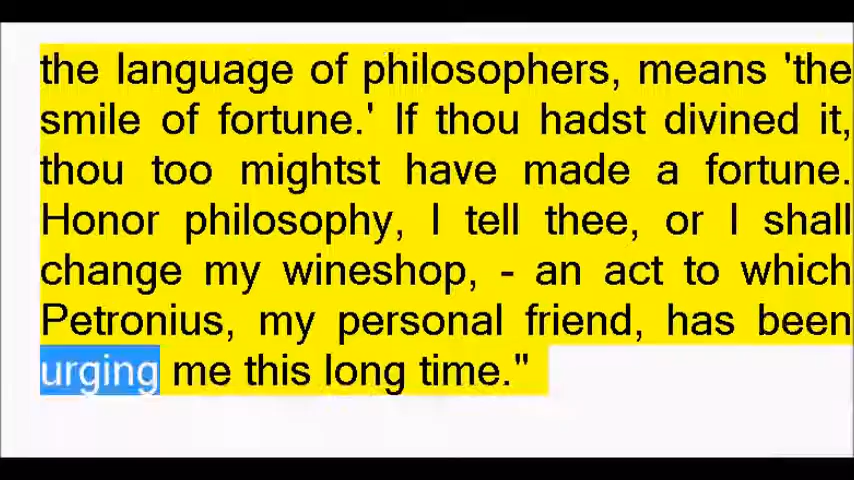 the language of philosophers, means 'the
smile of fortune.' If thou hadst divined it,
thou too mightst have made a fortune.
Honor philosophy, I tell thee, or I shall
change my wineshop, - an act to which
Petronius, my personal friend, has been
urging me this long time."